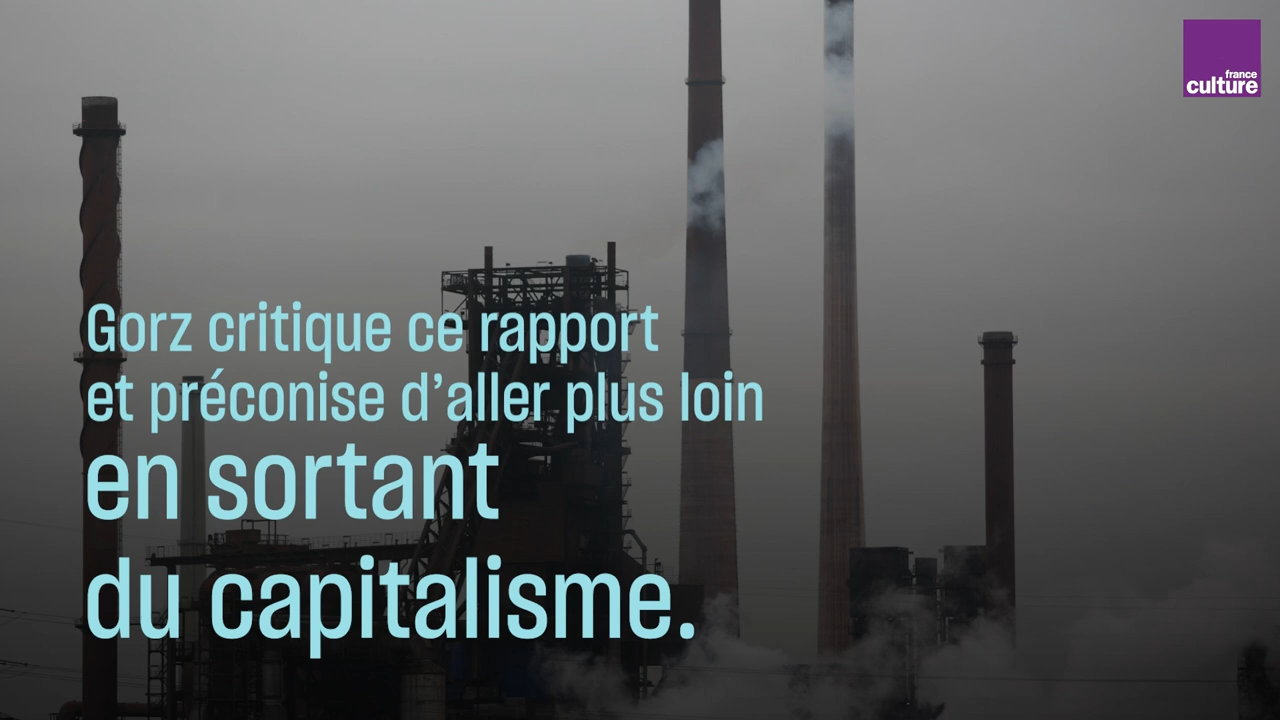 france
culture
Gorz critique ce rapport
et préconise d’aller plus loin
en sortant
du capitalisme.